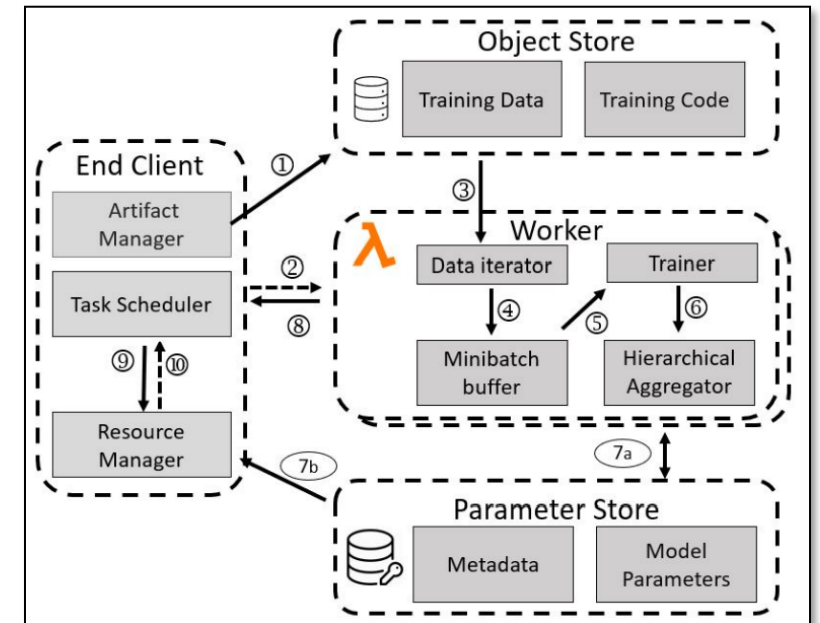 Object Store
Training Data
Training Code
①
End Client
Artifact
Manager
③
Worker
λ
Data iterator
Trainer
②
Task Scheduler
④
⑤
⑥
⑧
Minibatch
buffer
Hierarchical
Aggregator
⑨
⑩
Resource
Manager
7b
7a
Parameter Store
Metadata
Model
Parameters